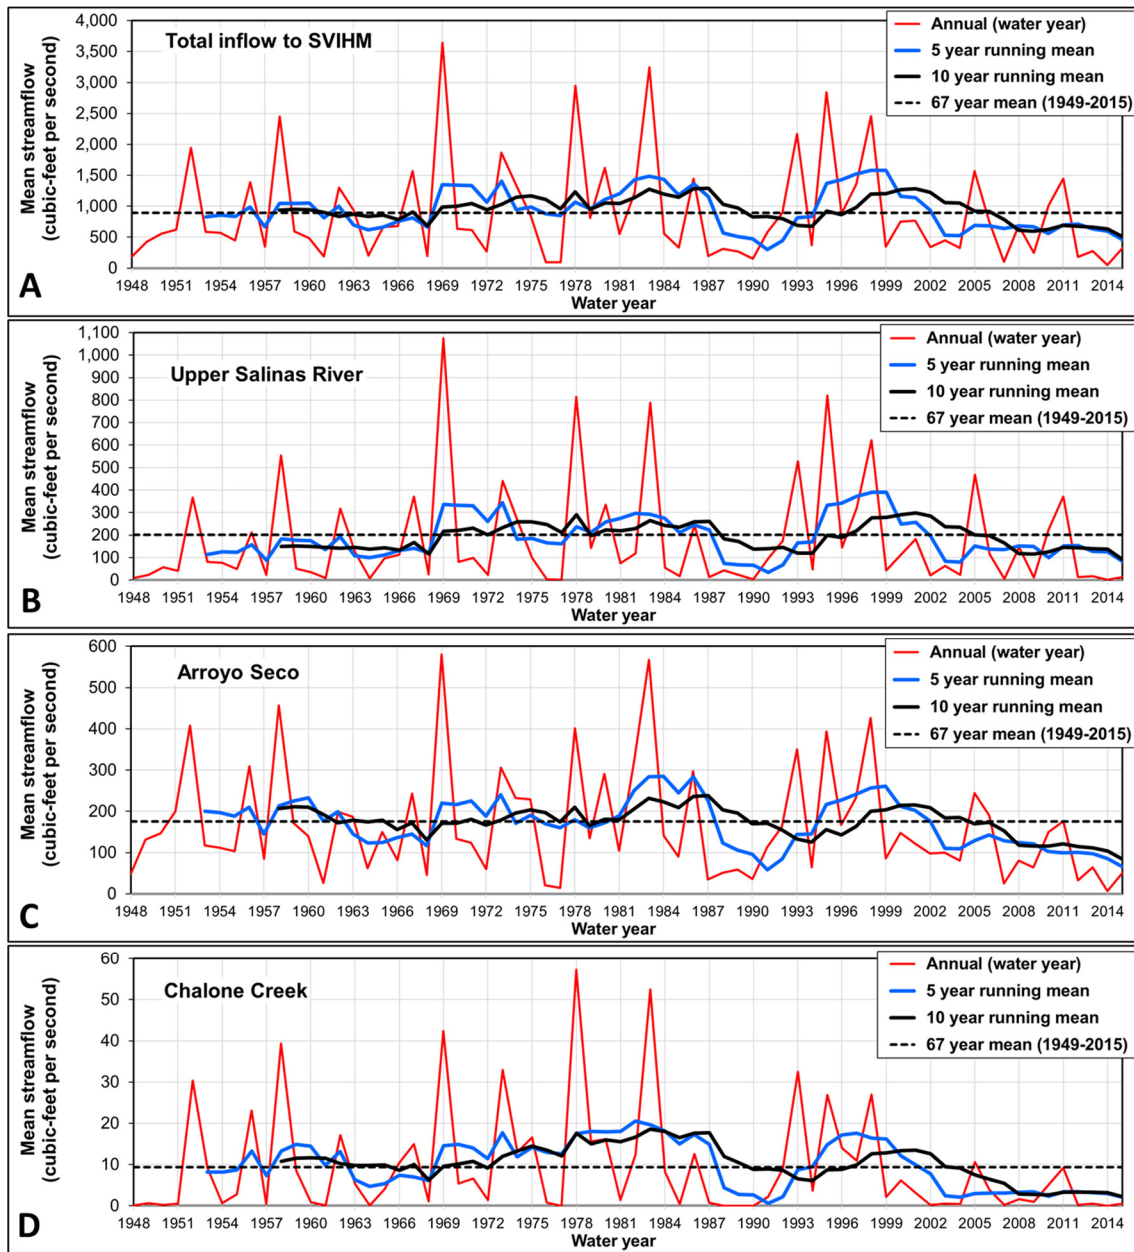 Total inflow to SVIHM
Annual (water year)
5 year running mean
10 year running mean
67 year mean (1949-2015)
Mean streamflow
(cubic-feet per second)
4,000
3,500
3,000
2,500
2,000
1,500
1,000
500
0
1948 1951 1954 1957 1960 1963 1966 1969 1972 1975 1978 1981 1984 1987 1990 1993 1996 1999 2002 2005 2008 2011 2014
Water year
A
Upper Salinas River
Annual (water year)
5 year running mean
10 year running mean
67 year mean (1949-2015)
Mean streamflow
(cubic-feet per second)
1,100
1,000
900
800
700
600
500
400
300
200
100
0
1948 1951 1954 1957 1960 1963 1966 1969 1972 1975 1978 1981 1984 1987 1990 1993 1996 1999 2002 2005 2008 2011 2014
Water year
B
Arroyo Seco
Annual (water year)
5 year running mean
10 year running mean
67 year mean (1949-2015)
Mean streamflow
(cubic-feet per second)
600
500
400
300
200
100
0
1948 1951 1954 1957 1960 1963 1966 1969 1972 1975 1978 1981 1984 1987 1990 1993 1996 1999 2002 2005 2008 2011 2014
Water year
C
Chalone Creek
Annual (water year)
5 year running mean
10 year running mean
67 year mean (1949-2015)
Mean streamflow
(cubic-feet per second)
60
50
40
30
20
10
0
1948 1951 1954 1957 1960 1963 1966 1969 1972 1975 1978 1981 1984 1987 1990 1993 1996 1999 2002 2005 2008 2011 2014
Water year
D